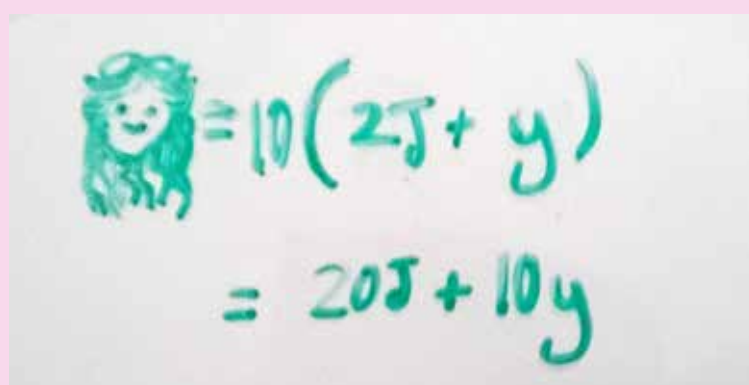 = 10(2J + y)
= 20J + 10y